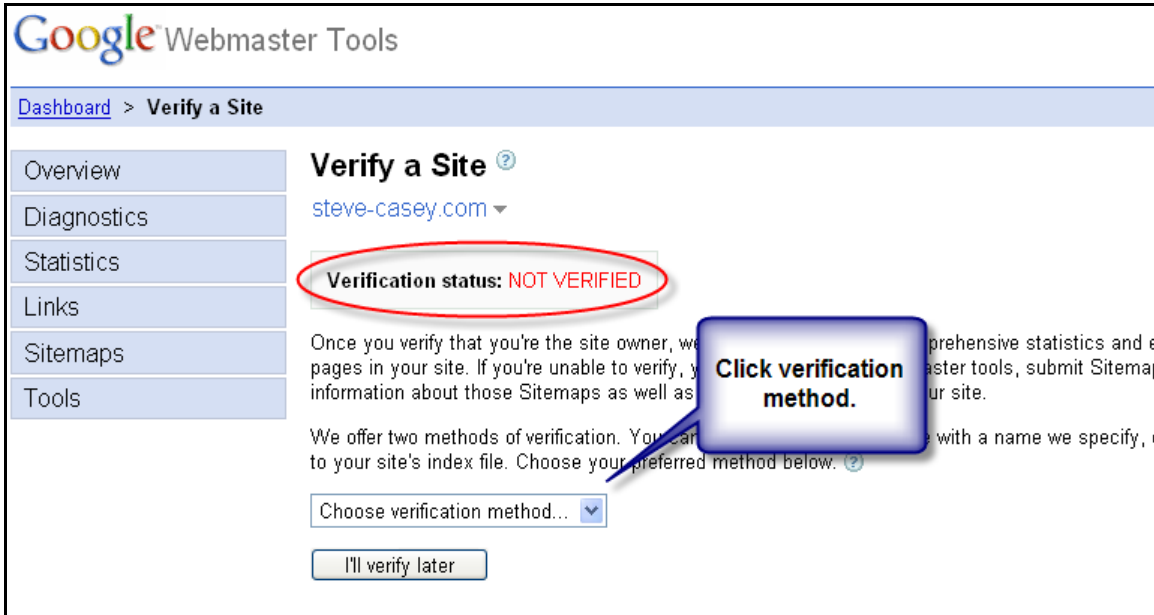 Google Webmaster Tools
Dashboard > Verify a Site
Overview
Diagnostics
Statistics
Links
Sitemaps
Tools
Verify a Site ?
steve-casey.com
Verification status: NOT VERIFIED
Once you verify that you're the site owner, prehensive statistics and
pages in your site. If you're unable to verify, aster tools, submit Sitema
information about those Sitemaps as well as ur site.
We offer two methods of verification. You can with a name we specify,
to your site's index file. Choose your preferred method below. ?
Click verification
method.
Choose verification method...
I'll verify later